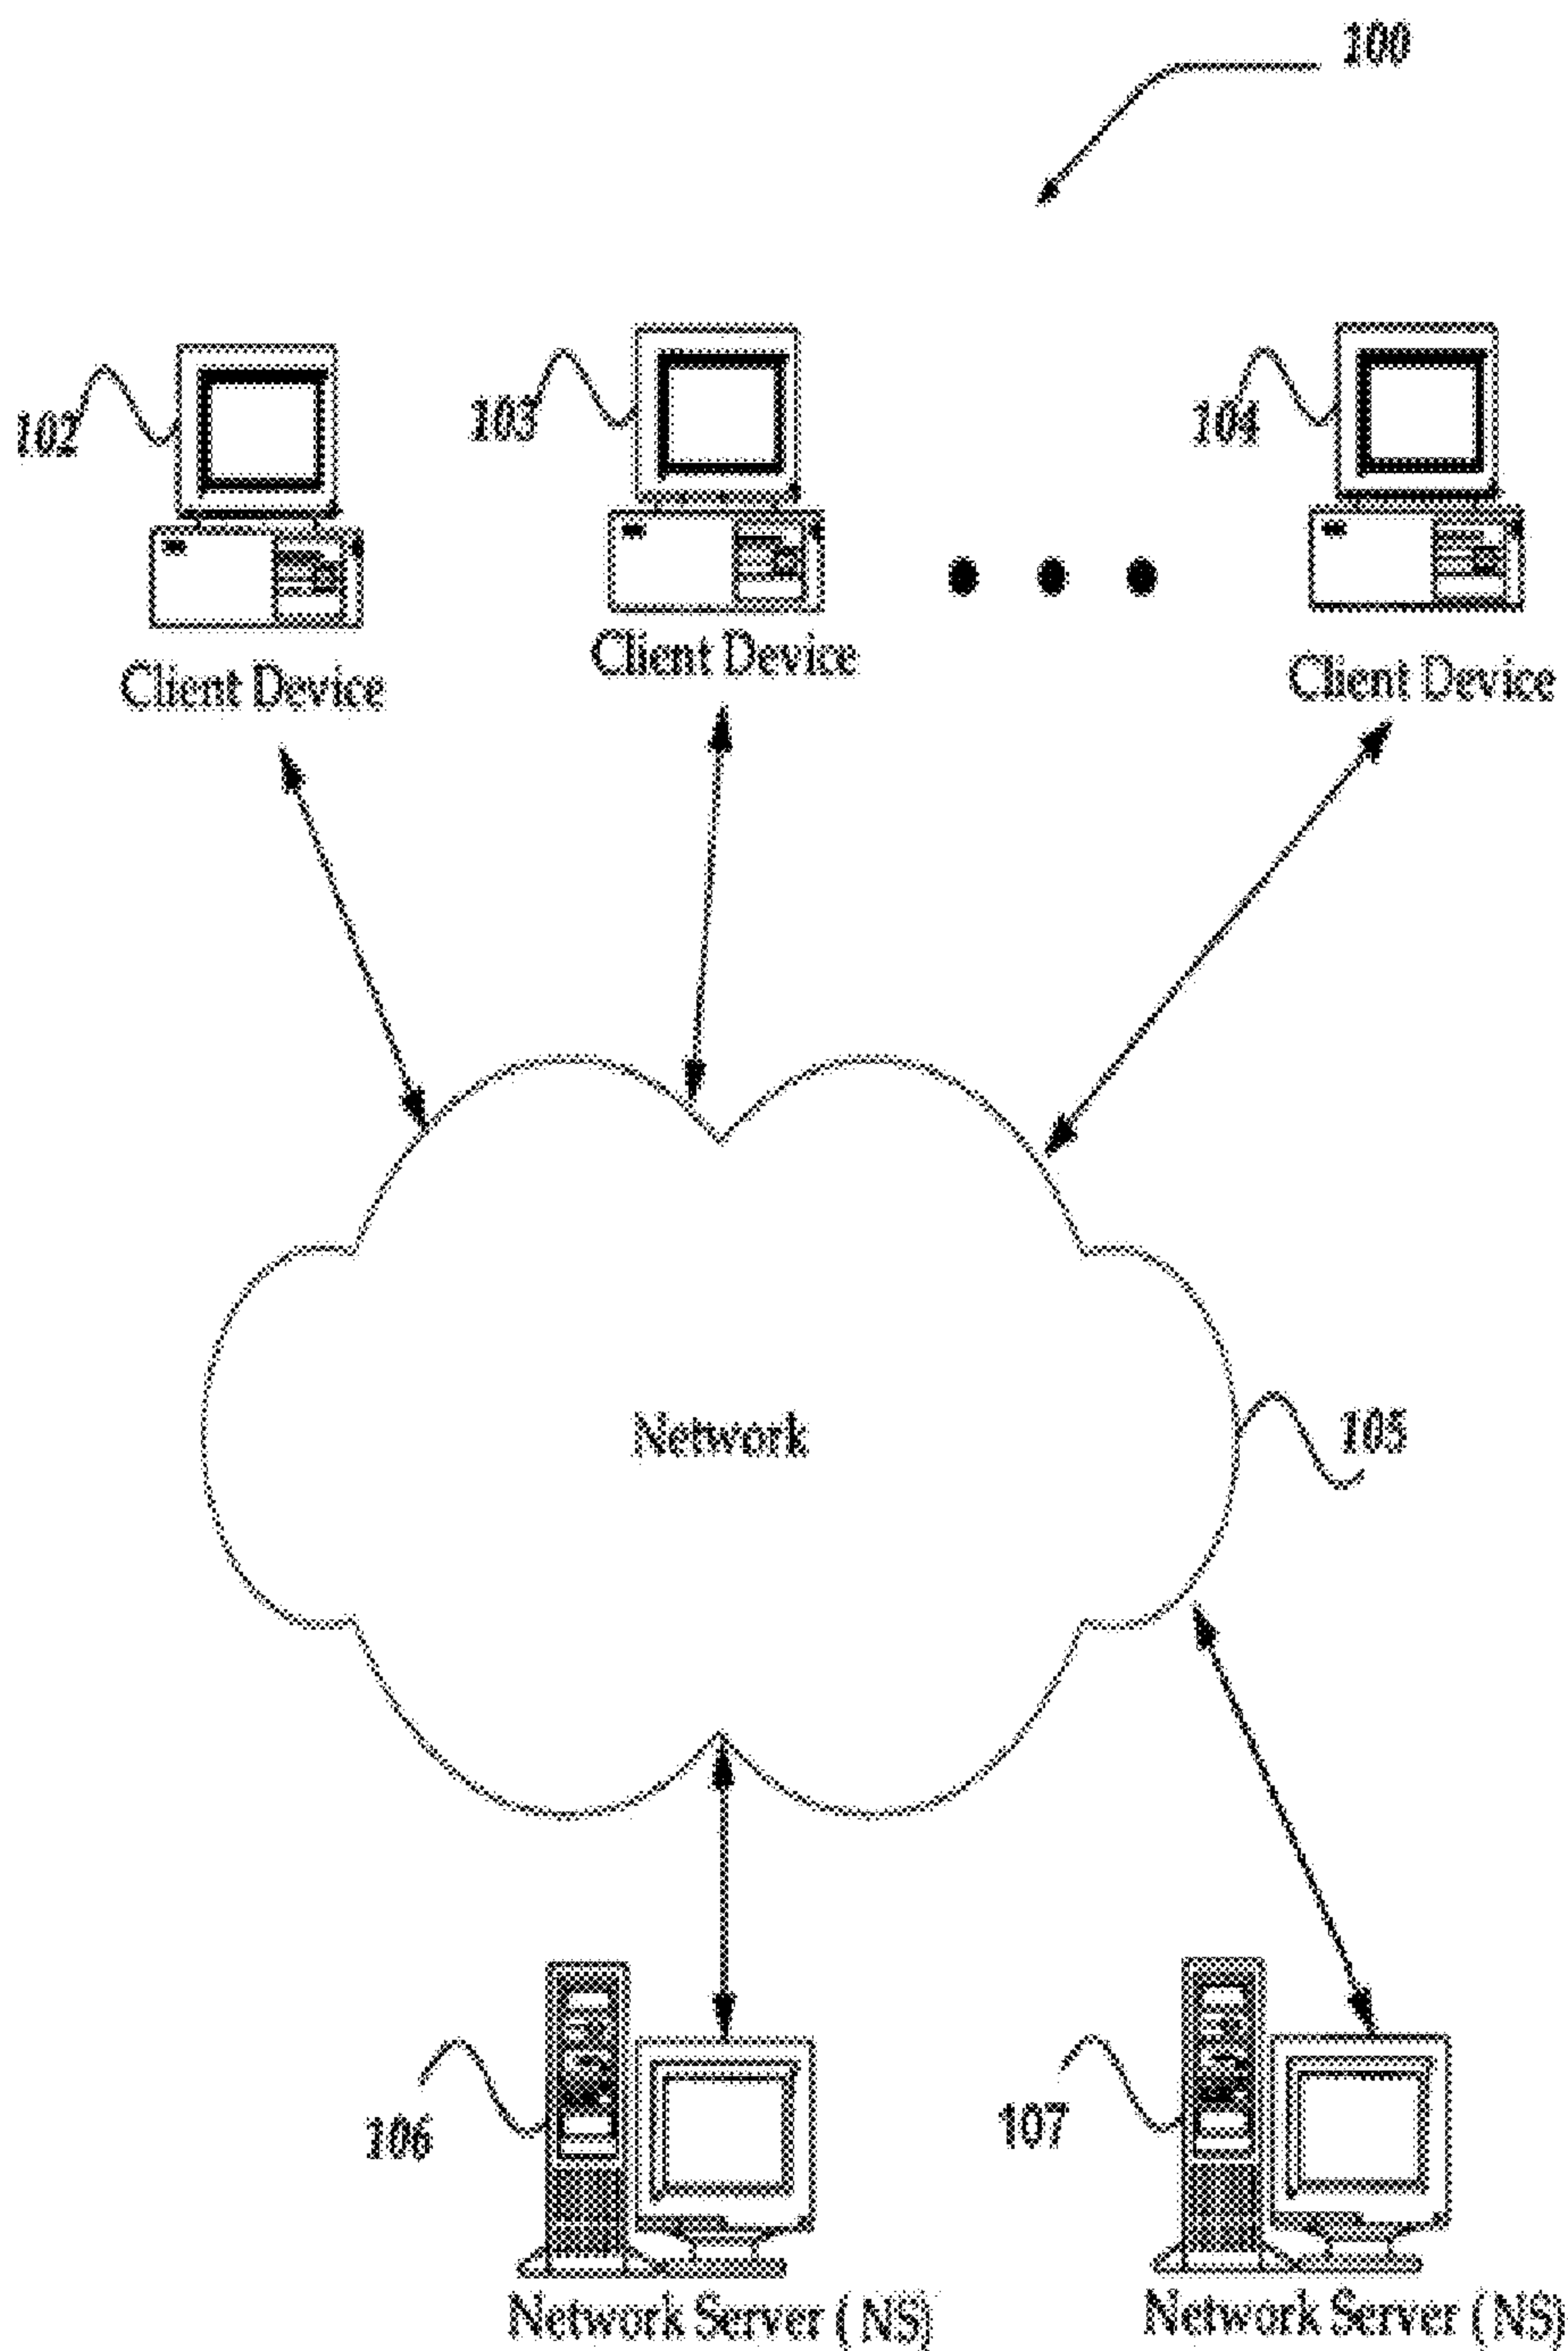 100
102
103
104
Client Device
Client Device
Client Device
Network
105
106
107
Network Server (NS)
Network Server (NS)